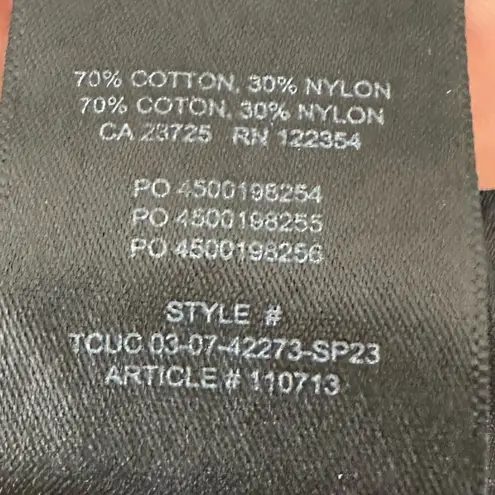 70% COTTON, 30% NYLON
70% COTON, 30% NYLON
CA 23725 RN 122354
PO 4500198254
PO 4500198255
PO 4500198256
STYLE #
TCUC 03-07-42273-SP23
ARTICLE # 110713